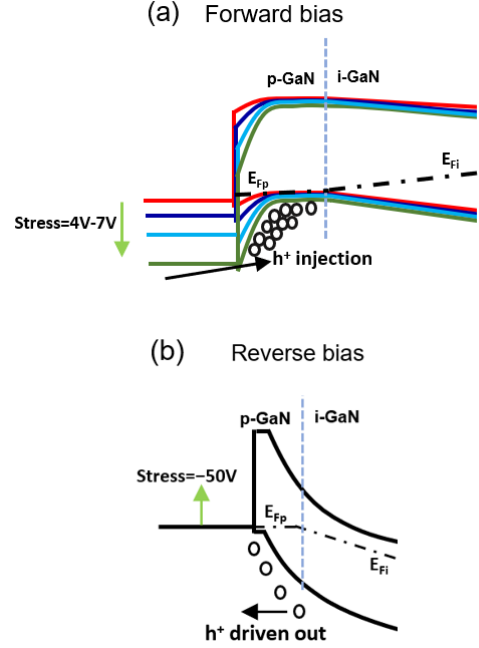 (a) Forward bias
p-GaN i-GaN
E_Fp E_Fi
Stress=4V-7V
h⁺ injection
(b) Reverse bias
p-GaN i-GaN
Stress=−50V
E_Fp
E_Fi
h⁺ driven out